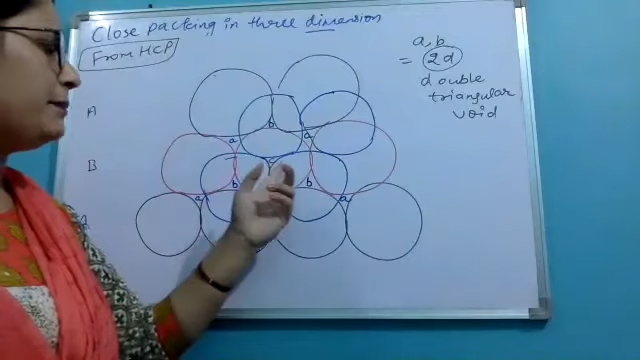 Close packing in three dimension
From HCP
a, b
= 2d
double
triangular
void
A
B
a
b
a
b
b
a
a